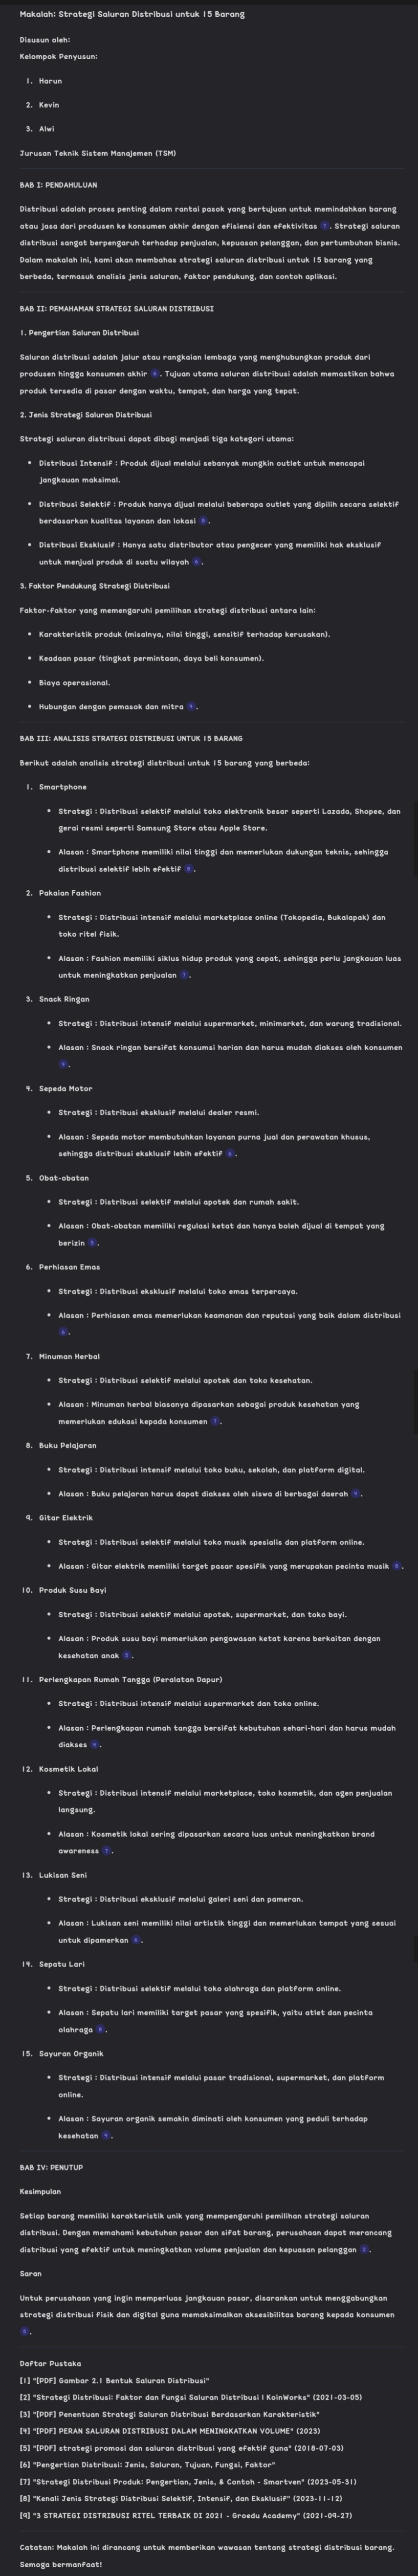 Makalah: Strategi Saluran Distribusi untuk 15 Barang
Disusun oleh:
Kelompok Penyusun:
1. Harun
2. Kevin
3. Alwi
Jurusan Teknik Sistem Manajemen (TSM)
BAB I: PENDAHULUAN
Distribusi adalah proses penting dalam rantai pasok yang bertujuan untuk memindahkan barang
atau jasa dari produsen ke konsumen akhir dengan efisiensi dan efektivitas. Strategi saluran
distribusi sangat berpengaruh terhadap penjualan, kepuasan pelanggan, dan pertumbuhan bisnis.
Dalam makalah ini, kami akan membahas strategi saluran distribusi untuk 15 barang yang
berbeda, termasuk analisis jenis saluran, faktor pendukung, dan contoh aplikasi.
BAB II: PEMAHAMAN STRATEGI SALURAN DISTRIBUSI
1. Pengertian Saluran Distribusi
Saluran distribusi adalah jalur atau rangkaian lembaga yang menghubungkan produk dari
produsen hingga konsumen akhir. Tujuan utama saluran distribusi adalah memastikan bahwa
produk tersedia di pasar dengan waktu, tempat, dan harga yang tepat.
2. Jenis Strategi Saluran Distribusi
Strategi saluran distribusi dapat dibagi menjadi tiga kategori utama:
• Distribusi Intensif : Produk dijual melalui sebanyak mungkin outlet untuk mencapai
jangkauan maksimal.
• Distribusi Selektif : Produk hanya dijual melalui beberapa outlet yang dipilih secara selektif
berdasarkan kualitas layanan dan lokasi.
• Distribusi Eksklusif : Hanya satu distributor atau pengecer yang memiliki hak eksklusif
untuk menjual produk di suatu wilayah.
3. Faktor Pendukung Strategi Distribusi
Faktor-faktor yang memengaruhi pemilihan strategi distribusi antara lain:
• Karakteristik produk (misalnya, nilai tinggi, sensitif terhadap kerusakan).
• Keadaan pasar (tingkat permintaan, daya beli konsumen).
• Biaya operasional.
• Hubungan dengan pemasok dan mitra.
BAB III: ANALISIS STRATEGI DISTRIBUSI UNTUK 15 BARANG
Berikut adalah analisis strategi distribusi untuk 15 barang yang berbeda:
1. Smartphone
• Strategi : Distribusi selektif melalui toko elektronik besar seperti Lazada, Shopee, dan
gerai resmi seperti Samsung Store atau Apple Store.
• Alasan : Smartphone memiliki nilai tinggi dan memerlukan dukungan teknis, sehingga
distribusi selektif lebih efektif.
2. Pakaian Fashion
• Strategi : Distribusi intensif melalui marketplace online (Tokopedia, Bukalapak) dan
toko ritel fisik.
• Alasan : Fashion memiliki siklus hidup produk yang cepat, sehingga perlu jangkauan luas
untuk meningkatkan penjualan.
3. Snack Ringan
• Strategi : Distribusi intensif melalui supermarket, minimarket, dan warung tradisional.
• Alasan : Snack ringan bersifat konsumsi harian dan harus mudah diakses oleh konsumen
.
4. Sepeda Motor
• Strategi : Distribusi eksklusif melalui dealer resmi.
• Alasan : Sepeda motor membutuhkan layanan purna jual dan perawatan khusus,
sehingga distribusi eksklusif lebih efektif.
5. Obat-obatan
• Strategi : Distribusi selektif melalui apotek dan rumah sakit.
• Alasan : Obat-obatan memiliki regulasi ketat dan hanya boleh dijual di tempat yang
berizin.
6. Perhiasan Emas
• Strategi : Distribusi eksklusif melalui toko emas terpercaya.
• Alasan : Perhiasan emas memerlukan keamanan dan reputasi yang baik dalam distribusi
.
7. Minuman Herbal
• Strategi : Distribusi selektif melalui apotek dan toko kesehatan.
• Alasan : Minuman herbal biasanya dipasarkan sebagai produk kesehatan yang
memerlukan edukasi kepada konsumen.
8. Buku Pelajaran
• Strategi : Distribusi intensif melalui toko buku, sekolah, dan platform digital.
• Alasan : Buku pelajaran harus dapat diakses oleh siswa di berbagai daerah.
9. Gitar Elektrik
• Strategi : Distribusi selektif melalui toko musik spesialis dan platform online.
• Alasan : Gitar elektrik memiliki target pasar spesifik yang merupakan pecinta musik.
10. Produk Susu Bayi
• Strategi : Distribusi selektif melalui apotek, supermarket, dan toko bayi.
• Alasan : Produk susu bayi memerlukan pengawasan ketat karena berkaitan dengan
kesehatan anak.
11. Perlengkapan Rumah Tangga (Peralatan Dapur)
• Strategi : Distribusi intensif melalui supermarket dan toko online.
• Alasan : Perlengkapan rumah tangga bersifat kebutuhan sehari-hari dan harus mudah
diakses.
12. Kosmetik Lokal
• Strategi : Distribusi intensif melalui marketplace, toko kosmetik, dan agen penjualan
langsung.
• Alasan : Kosmetik lokal sering dipasarkan secara luas untuk meningkatkan brand
awareness.
13. Lukisan Seni
• Strategi : Distribusi eksklusif melalui galeri seni dan pameran.
• Alasan : Lukisan seni memiliki nilai artistik tinggi dan memerlukan tempat yang sesuai
untuk dipamerkan.
14. Sepatu Lari
• Strategi : Distribusi selektif melalui toko olahraga dan platform online.
• Alasan : Sepatu lari memiliki target pasar yang spesifik, yaitu atlet dan pecinta
olahraga.
15. Sayuran Organik
• Strategi : Distribusi intensif melalui pasar tradisional, supermarket, dan platform
online.
• Alasan : Sayuran organik semakin diminati oleh konsumen yang peduli terhadap
kesehatan.
BAB IV: PENUTUP
Kesimpulan
Setiap barang memiliki karakteristik unik yang mempengaruhi pemilihan strategi saluran
distribusi. Dengan memahami kebutuhan pasar dan sifat barang, perusahaan dapat merancang
distribusi yang efektif untuk meningkatkan volume penjualan dan kepuasan pelanggan.
Saran
Untuk perusahaan yang ingin memperluas jangkauan pasar, disarankan untuk menggabungkan
strategi distribusi fisik dan digital guna memaksimalkan aksesibilitas barang kepada konsumen
.
Daftar Pustaka
[1] "[PDF] Gambar 2.1 Bentuk Saluran Distribusi"
[2] "Strategi Distribusi: Faktor dan Fungsi Saluran Distribusi | KoinWorks" (2021-03-05)
[3] "[PDF] Penentuan Strategi Saluran Distribusi Berdasarkan Karakteristik"
[4] "[PDF] PERAN SALURAN DISTRIBUSI DALAM MENINGKATKAN VOLUME" (2023)
[5] "[PDF] strategi promosi dan saluran distribusi yang efektif guna" (2018-07-03)
[6] "Pengertian Distribusi: Jenis, Saluran, Tujuan, Fungsi, Faktor"
[7] "Strategi Distribusi Produk: Pengertian, Jenis, & Contoh - Smartven" (2023-05-31)
[8] "Kenali Jenis Strategi Distribusi Selektif, Intensif, dan Eksklusif" (2023-11-12)
[9] "3 STRATEGI DISTRIBUSI RITEL TERBAIK DI 2021 - Groedu Academy" (2021-09-27)
Catatan: Makalah ini dirancang untuk memberikan wawasan tentang strategi distribusi barang.
Semoga bermanfaat!